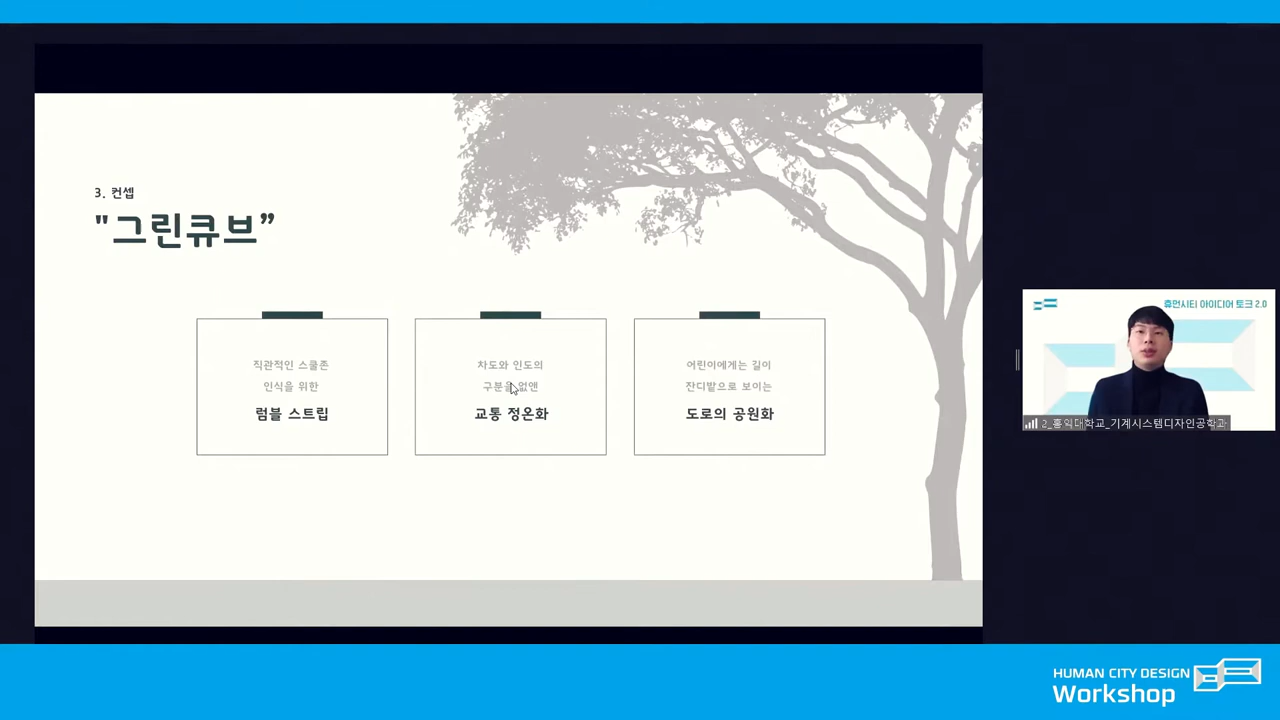 3. 컨셉
"그린큐브”
직관적인 스쿨존
인식을 위한
럼블 스트립
차도와 인도의
구분을 없앤
교통 정온화
어린이에게는 길이
잔디밭으로 보이는
도로의 공원화
휴먼시티 아이디어 토크 2.0
2_홍익대학교_기계시스템디자인공학과
HUMAN CITY DESIGN
Workshop